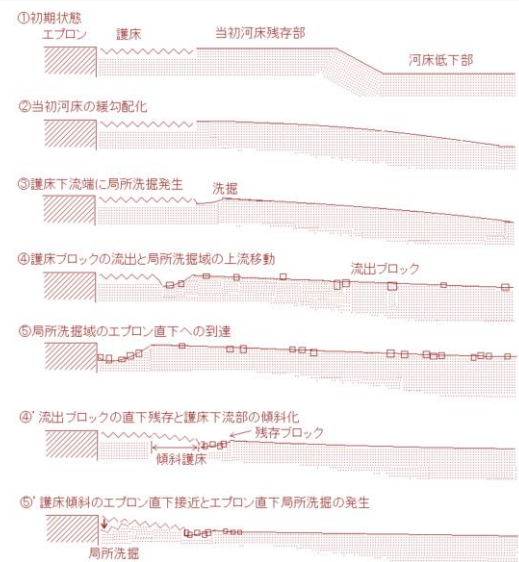 ①初期状態
エプロン 護床 当初河床残存部
河床低下部
②当初河床の緩勾配化
③護床下流端に局所洗掘発生
洗掘
④護床ブロックの流出と局所洗掘域の上流移動
流出ブロック
⑤局所洗掘域のエプロン直下への到達
④’流出ブロックの直下残存と護床下流部の傾斜化
残存ブロック
傾斜護床
⑤’護床傾斜のエプロン直下接近とエプロン直下局所洗掘の発生
局所洗掘